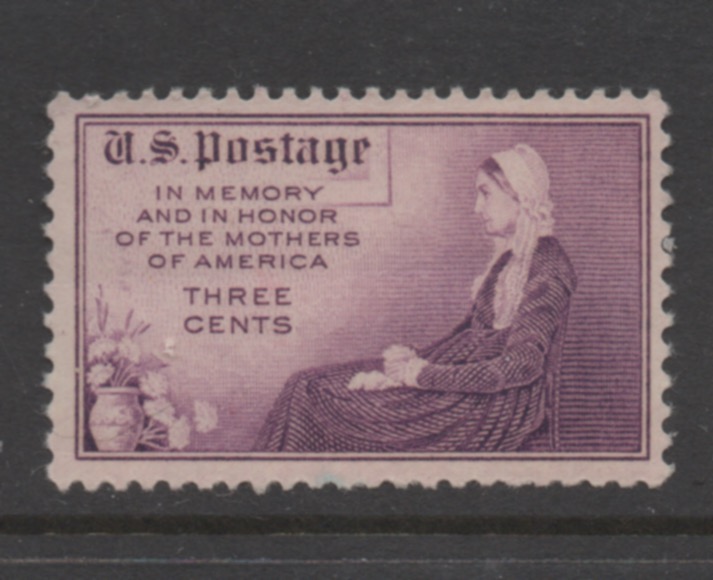 U.S. Postage
IN MEMORY
AND IN HONOR
OF THE MOTHERS
OF AMERICA
THREE
CENTS